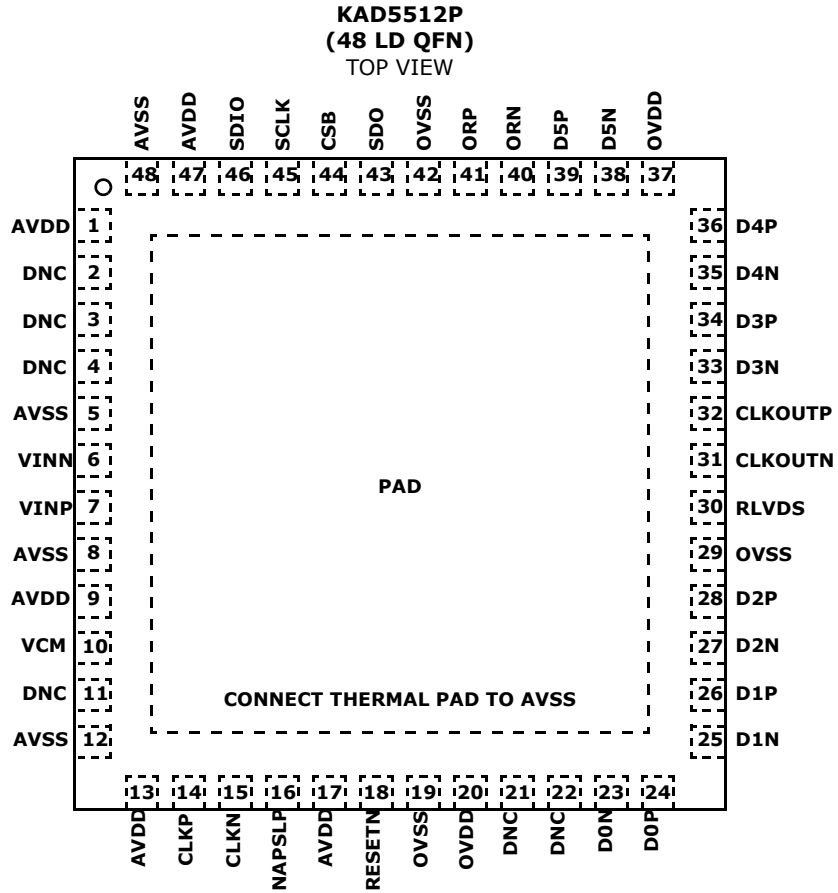 KAD5512P
(48 LD QFN)
TOP VIEW
AVSS
AVDD
SDIO
SCLK
CSB
SDO
OVSS
ORP
ORN
D5P
D5N
OVDD
48 47 46 45 44 43 42 41 40 39 38 37
AVDD 1
DNC 2
DNC 3
DNC 4
AVSS 5
VINN 6
VINP 7
AVSS 8
AVDD 9
VCM 10
DNC 11
AVSS 12
PAD
CONNECT THERMAL PAD TO AVSS
36 D4P
35 D4N
34 D3P
33 D3N
32 CLKOUTP
31 CLKOUTN
30 RLVDS
29 OVSS
28 D2P
27 D2N
26 D1P
25 D1N
13 14 15 16 17 18 19 20 21 22 23 24
AVDD
CLKP
CLKN
NAPSLP
AVDD
RESETN
OVSS
OVDD
DNC
DNC
D0N
D0P